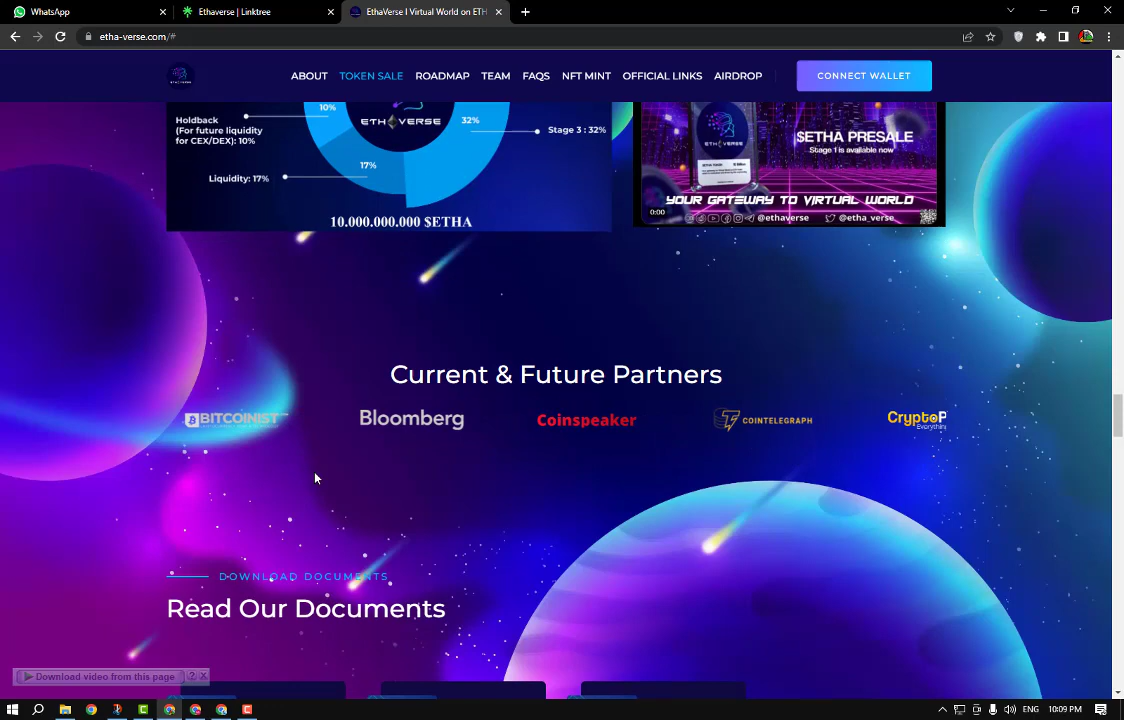 WhatsApp
Ethaverse | Linktree
EthaVerse I Virtual World on ETH
etha-verse.com/#
ABOUT
TOKEN SALE
ROADMAP
TEAM
FAQS
NFT MINT
OFFICIAL LINKS
AIRDROP
CONNECT WALLET
10%
Holdback
(For future liquidity
for CEX/DEX): 10%
ETHVERSE
32%
Stage 3 : 32%
17%
Liquidity: 17%
10.000.000.000 $ETHA
$ETHA PRESALE
Stage 1 is available now
YOUR GATEWAY TO VIRTUAL WORLD
0:00
@ethaverse
@etha_verse
Current & Future Partners
BITCOINIST
Bloomberg
Coinspeaker
COINTELEGRAPH
CryptoP
Everythin
DOWNLOAD DOCUMENTS
Read Our Documents
Download video from this page
?
X
ENG
10:09 PM